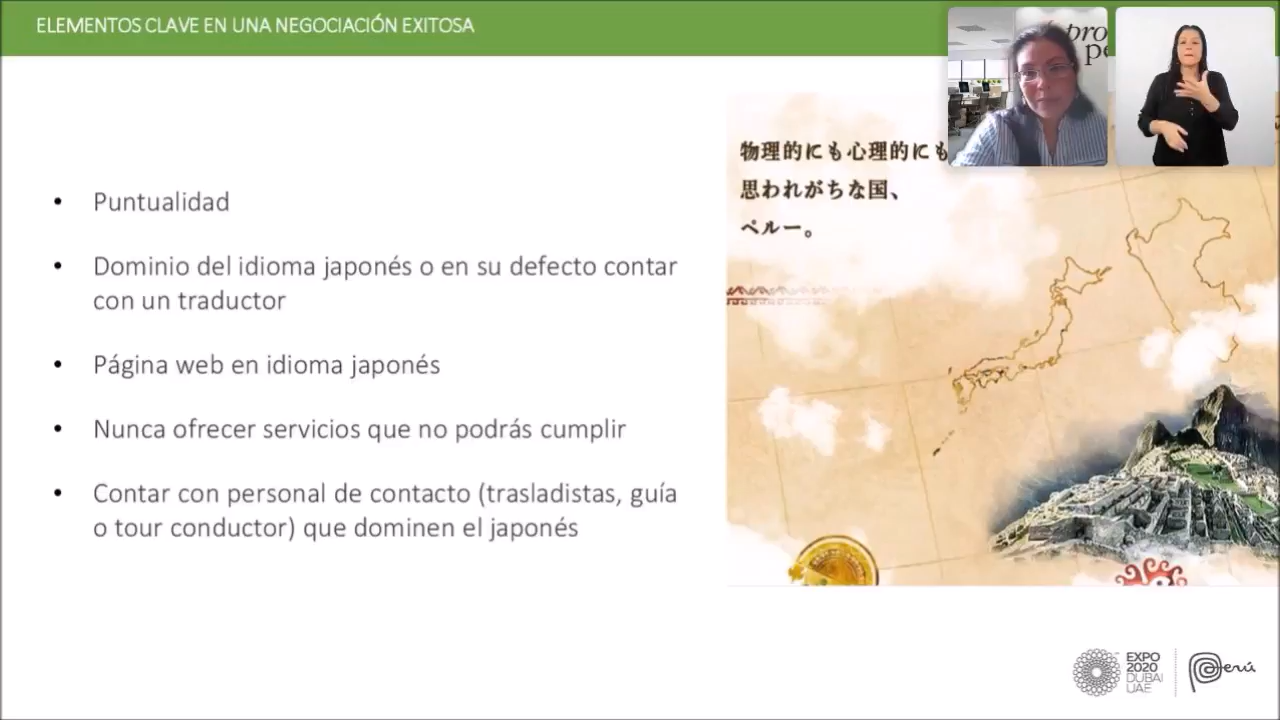 ELEMENTOS CLAVE EN UNA NEGOCIACIÓN EXITOSA
• Puntualidad
• Dominio del idioma japonés o en su defecto contar
con un traductor
• Página web en idioma japonés
• Nunca ofrecer servicios que no podrás cumplir
• Contar con personal de contacto (trasladistas, guía
o tour conductor) que dominen el japonés
物理的にも心理的にも
思われがちな国、
ペルー。
EXPO
2020
DUBAI
UAE
Perú